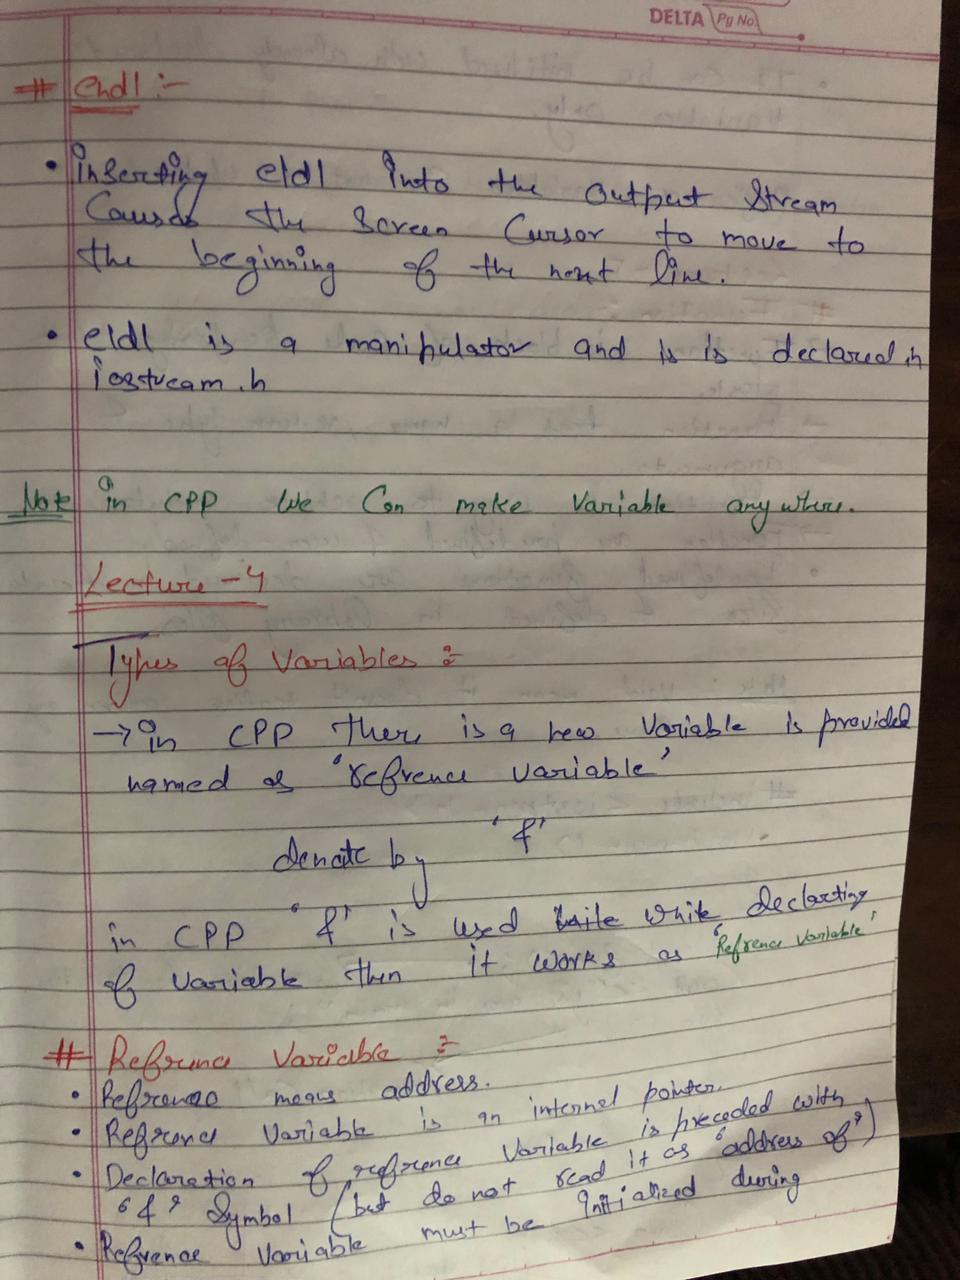 DELTA Pg No
# endl :-
• inserting eldl into the output stream
Causes the screen Cursor to move to
the beginning of the next line.
• eldl is a manipulator and is is declared in
iostream.h
Note in CPP we Can make variable anywhere.
Lecture - 4
Types of variables :-
→ in CPP there is a new variable is provided
named as 'refrence variable'
denote by '&'
in CPP '&' is used while declarting
of variable then it works as 'Refrence variable'
# Refrence Variable :-
• Refrence means address.
• Refrence variable is an internal pointer.
• Declaration of reference variable is preceded with
'&' Symbol (but do not read it as 'address of')
• Refrence variable must be initialized during